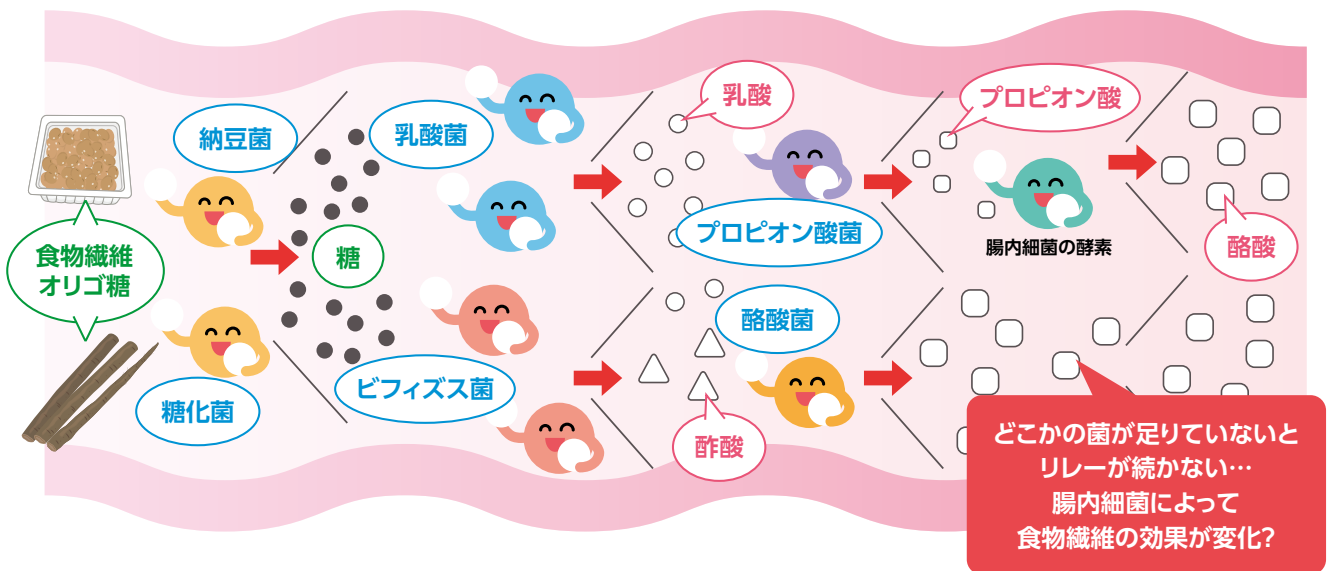 食物繊維
オリゴ糖
納豆菌
糖化菌
糖
乳酸菌
ビフィズス菌
乳酸
プロピオン酸菌
酪酸菌
酢酸
プロピオン酸
腸内細菌の酵素
酪酸
どこかの菌が足りていないと
リレーが続かない…
腸内細菌によって
食物繊維の効果が変化?